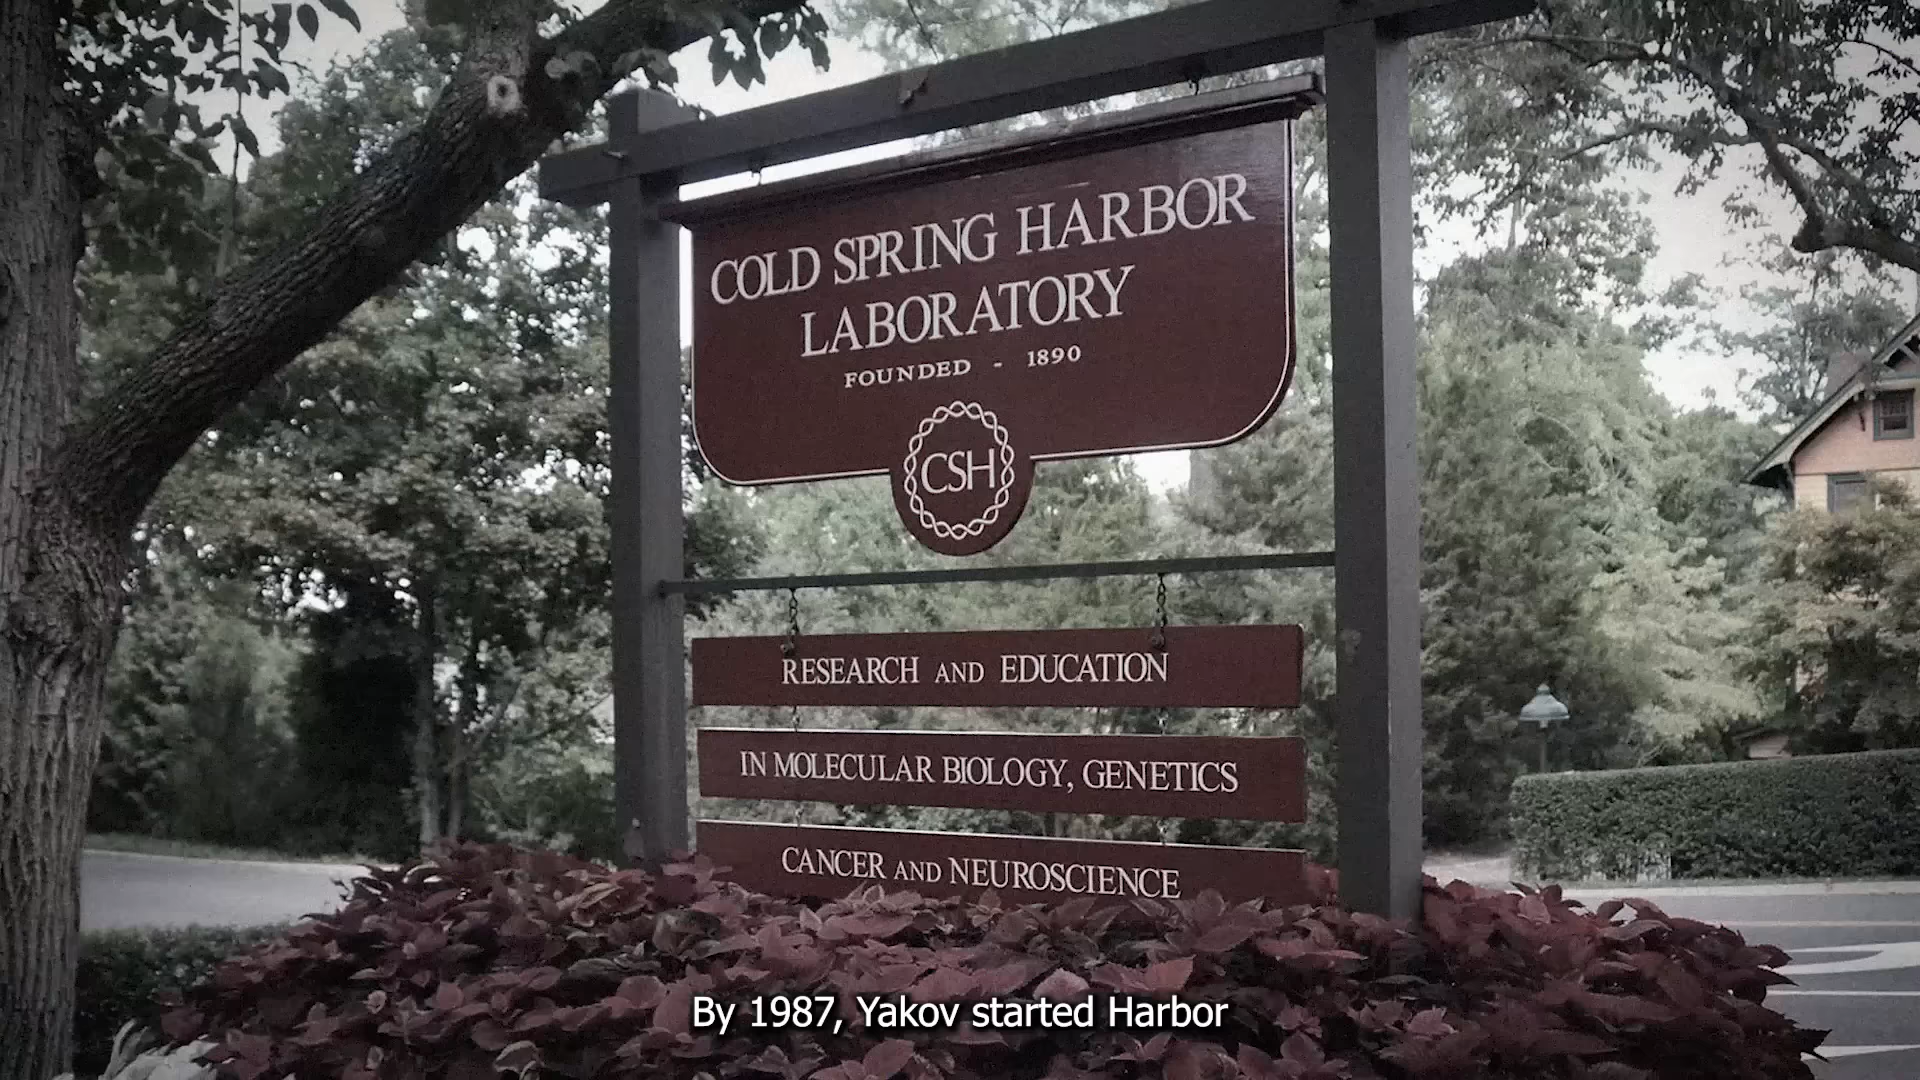 COLD SPRING HARBOR
LABORATORY
FOUNDED - 1890
CSH
RESEARCH AND EDUCATION
IN MOLECULAR BIOLOGY, GENETICS
CANCER AND NEUROSCIENCE
By 1987, Yakov started Harbor